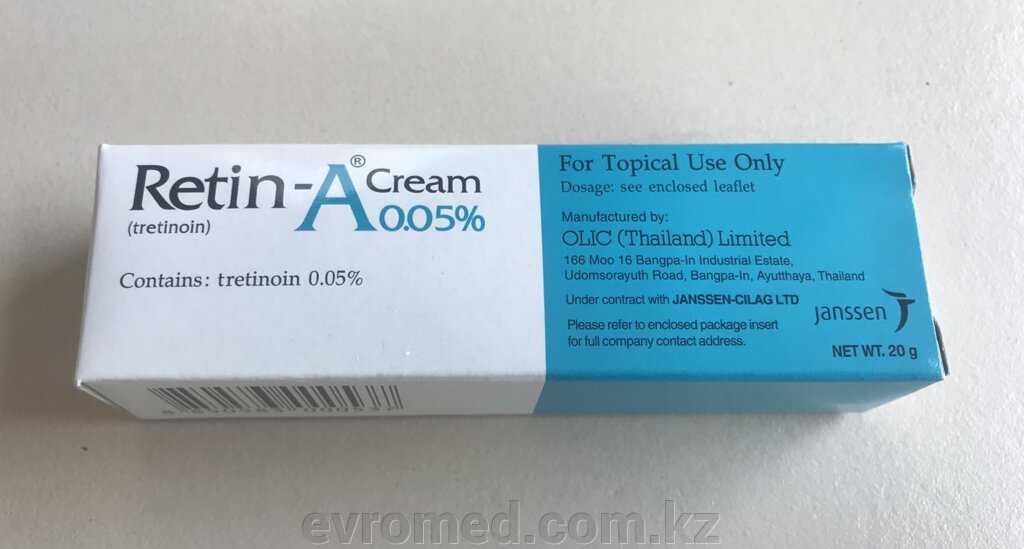 Retin-A® Cream
0.05%
(tretinoin)
Contains: tretinoin 0.05%
For Topical Use Only
Dosage: see enclosed leaflet
Manufactured by:
OLIC (Thailand) Limited
166 Moo 16 Bangpa-In Industrial Estate,
Udomsorayuth Road, Bangpa-In, Ayutthaya, Thailand
Under contract with JANSSEN-CILAG LTD
Please refer to enclosed package insert
for full company contact address.
janssen
NET WT. 20 g
evromed.com.kz